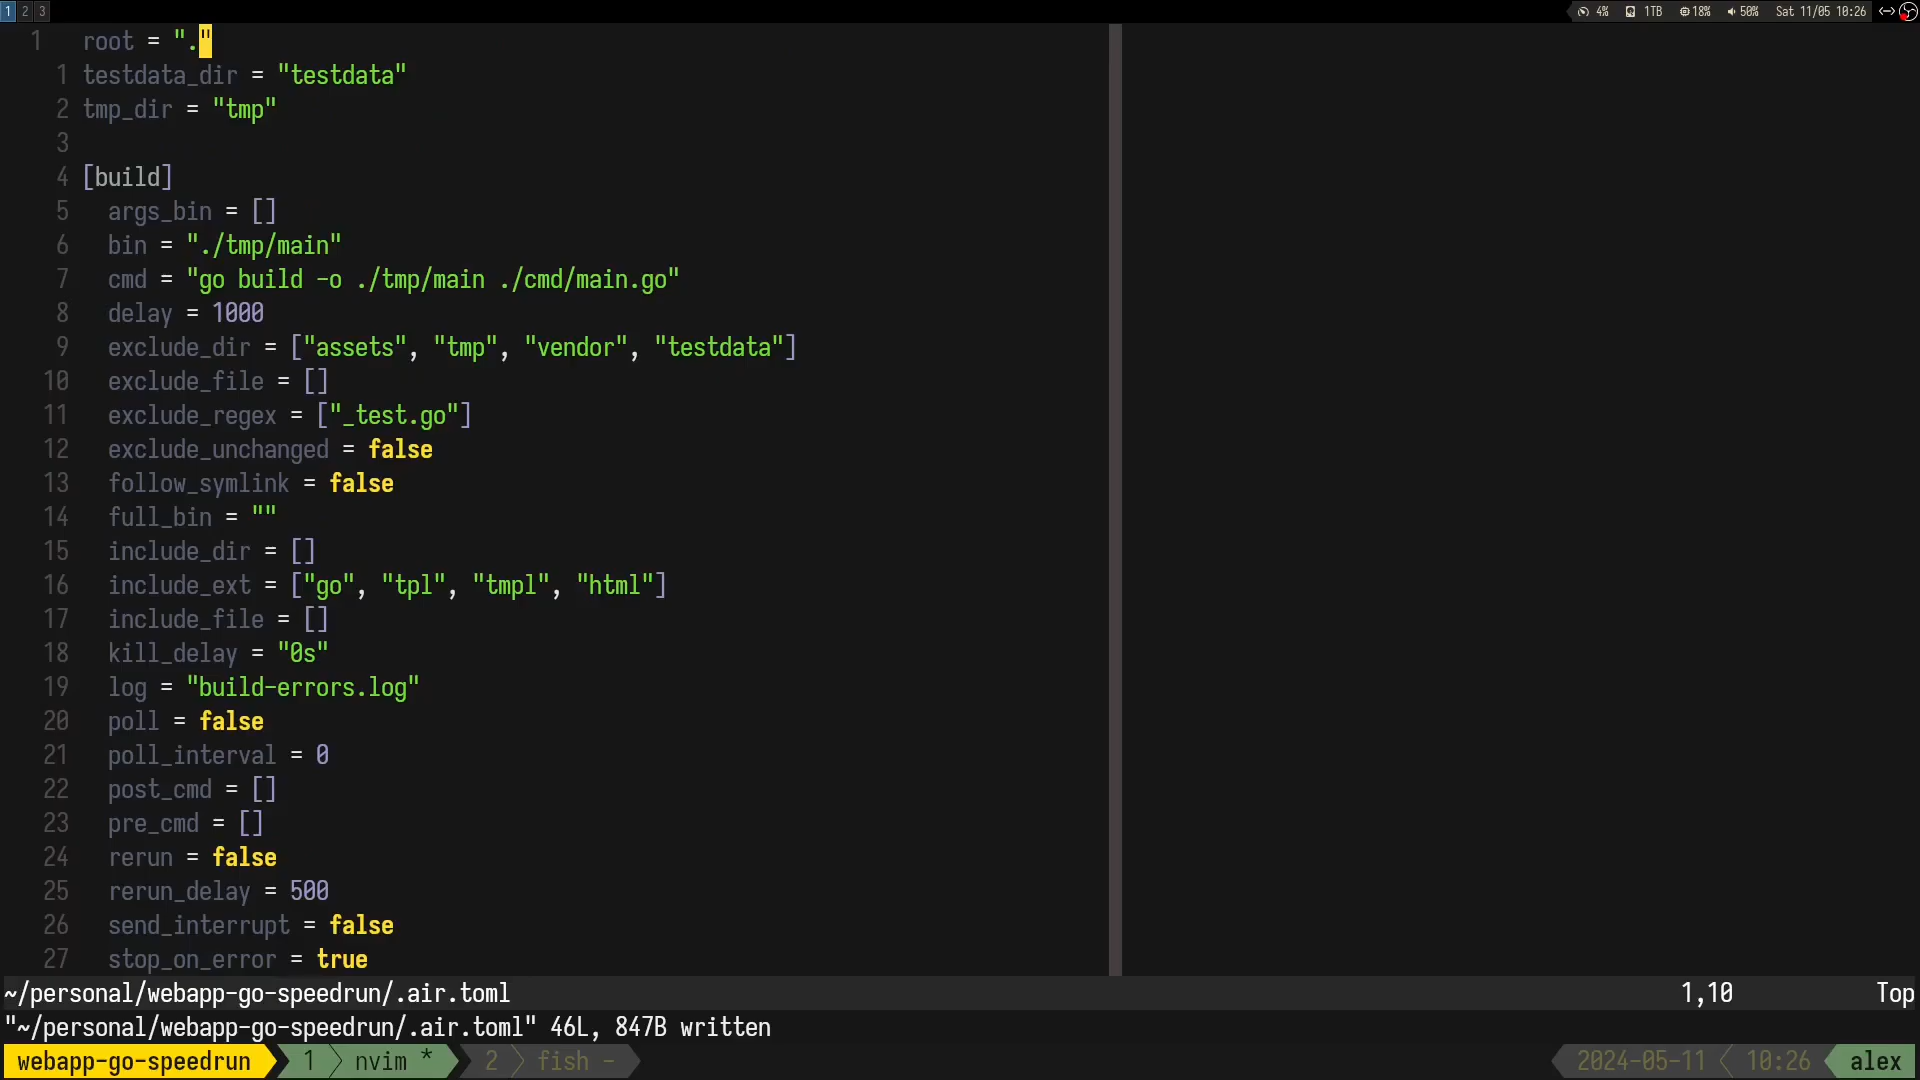 1 2 3 4% 1TB 18% 50% Sat 11/05 10:26
1 root = "."
1 testdata_dir = "testdata"
2 tmp_dir = "tmp"
3
4 [build]
5 args_bin = []
6 bin = "./tmp/main"
7 cmd = "go build -o ./tmp/main ./cmd/main.go"
8 delay = 1000
9 exclude_dir = ["assets", "tmp", "vendor", "testdata"]
10 exclude_file = []
11 exclude_regex = ["_test.go"]
12 exclude_unchanged = false
13 follow_symlink = false
14 full_bin = ""
15 include_dir = []
16 include_ext = ["go", "tpl", "tmpl", "html"]
17 include_file = []
18 kill_delay = "0s"
19 log = "build-errors.log"
20 poll = false
21 poll_interval = 0
22 post_cmd = []
23 pre_cmd = []
24 rerun = false
25 rerun_delay = 500
26 send_interrupt = false
27 stop_on_error = true
~/personal/webapp-go-speedrun/.air.toml 1,10 Top
"~/personal/webapp-go-speedrun/.air.toml" 46L, 847B written
webapp-go-speedrun 1 nvim * 2 fish - 2024-05-11 10:26 alex